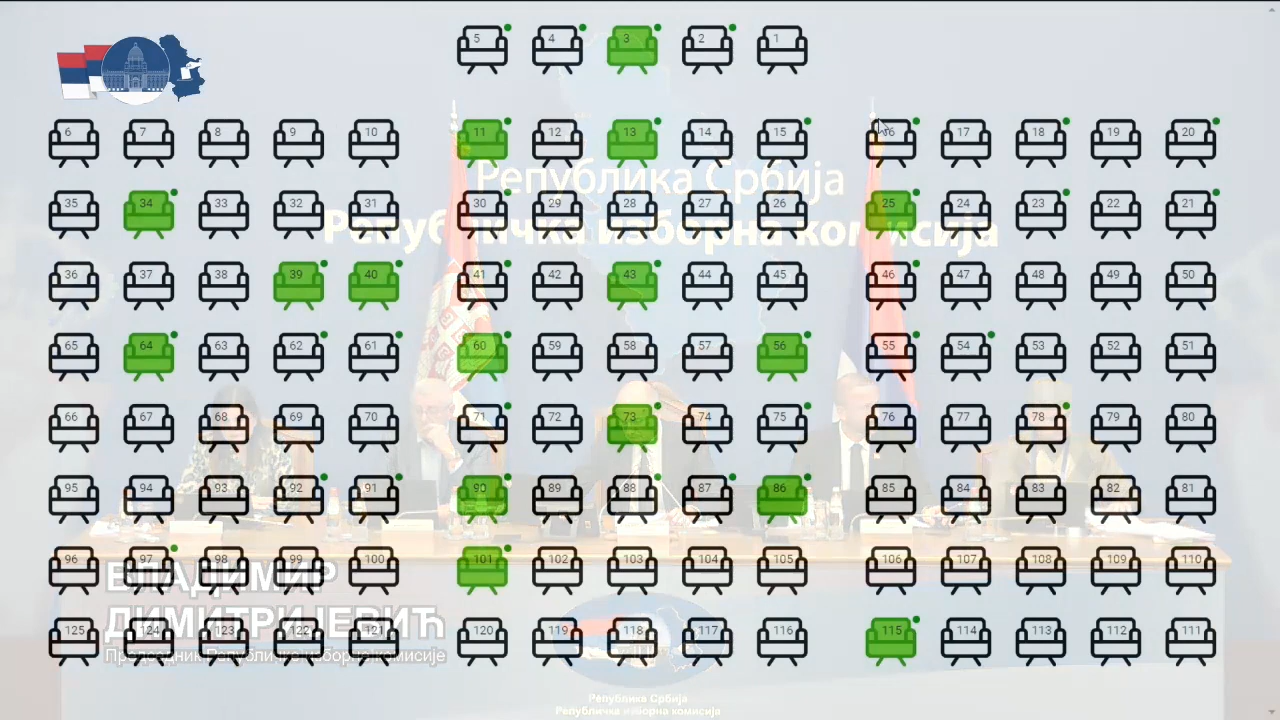 5 4 3 2 1
6 7 8 9 10 11 12 13 14 15 16 17 18 19 20
Република Србија
35 34 33 32 31 30 29 28 27 26 25 24 23 22 21
Републичка изборна комисија
36 37 38 39 40 41 42 43 44 45 46 47 48 49 50
65 64 63 62 61 60 59 58 57 56 55 54 53 52 51
66 67 68 69 70 71 72 73 74 75 76 77 78 79 80
95 94 93 92 91 90 89 88 87 86 85 84 83 82 81
96 97 98 99 100 101 102 103 104 105 106 107 108 109 110
ВЛАДИМИР
ДИМИТРИЈЕВИЋ
125 124 123 122 121 120 119 118 117 116 115 114 113 112 111
Председник Републичке изборне комисије
Република Србија
Републичка изборна комисија